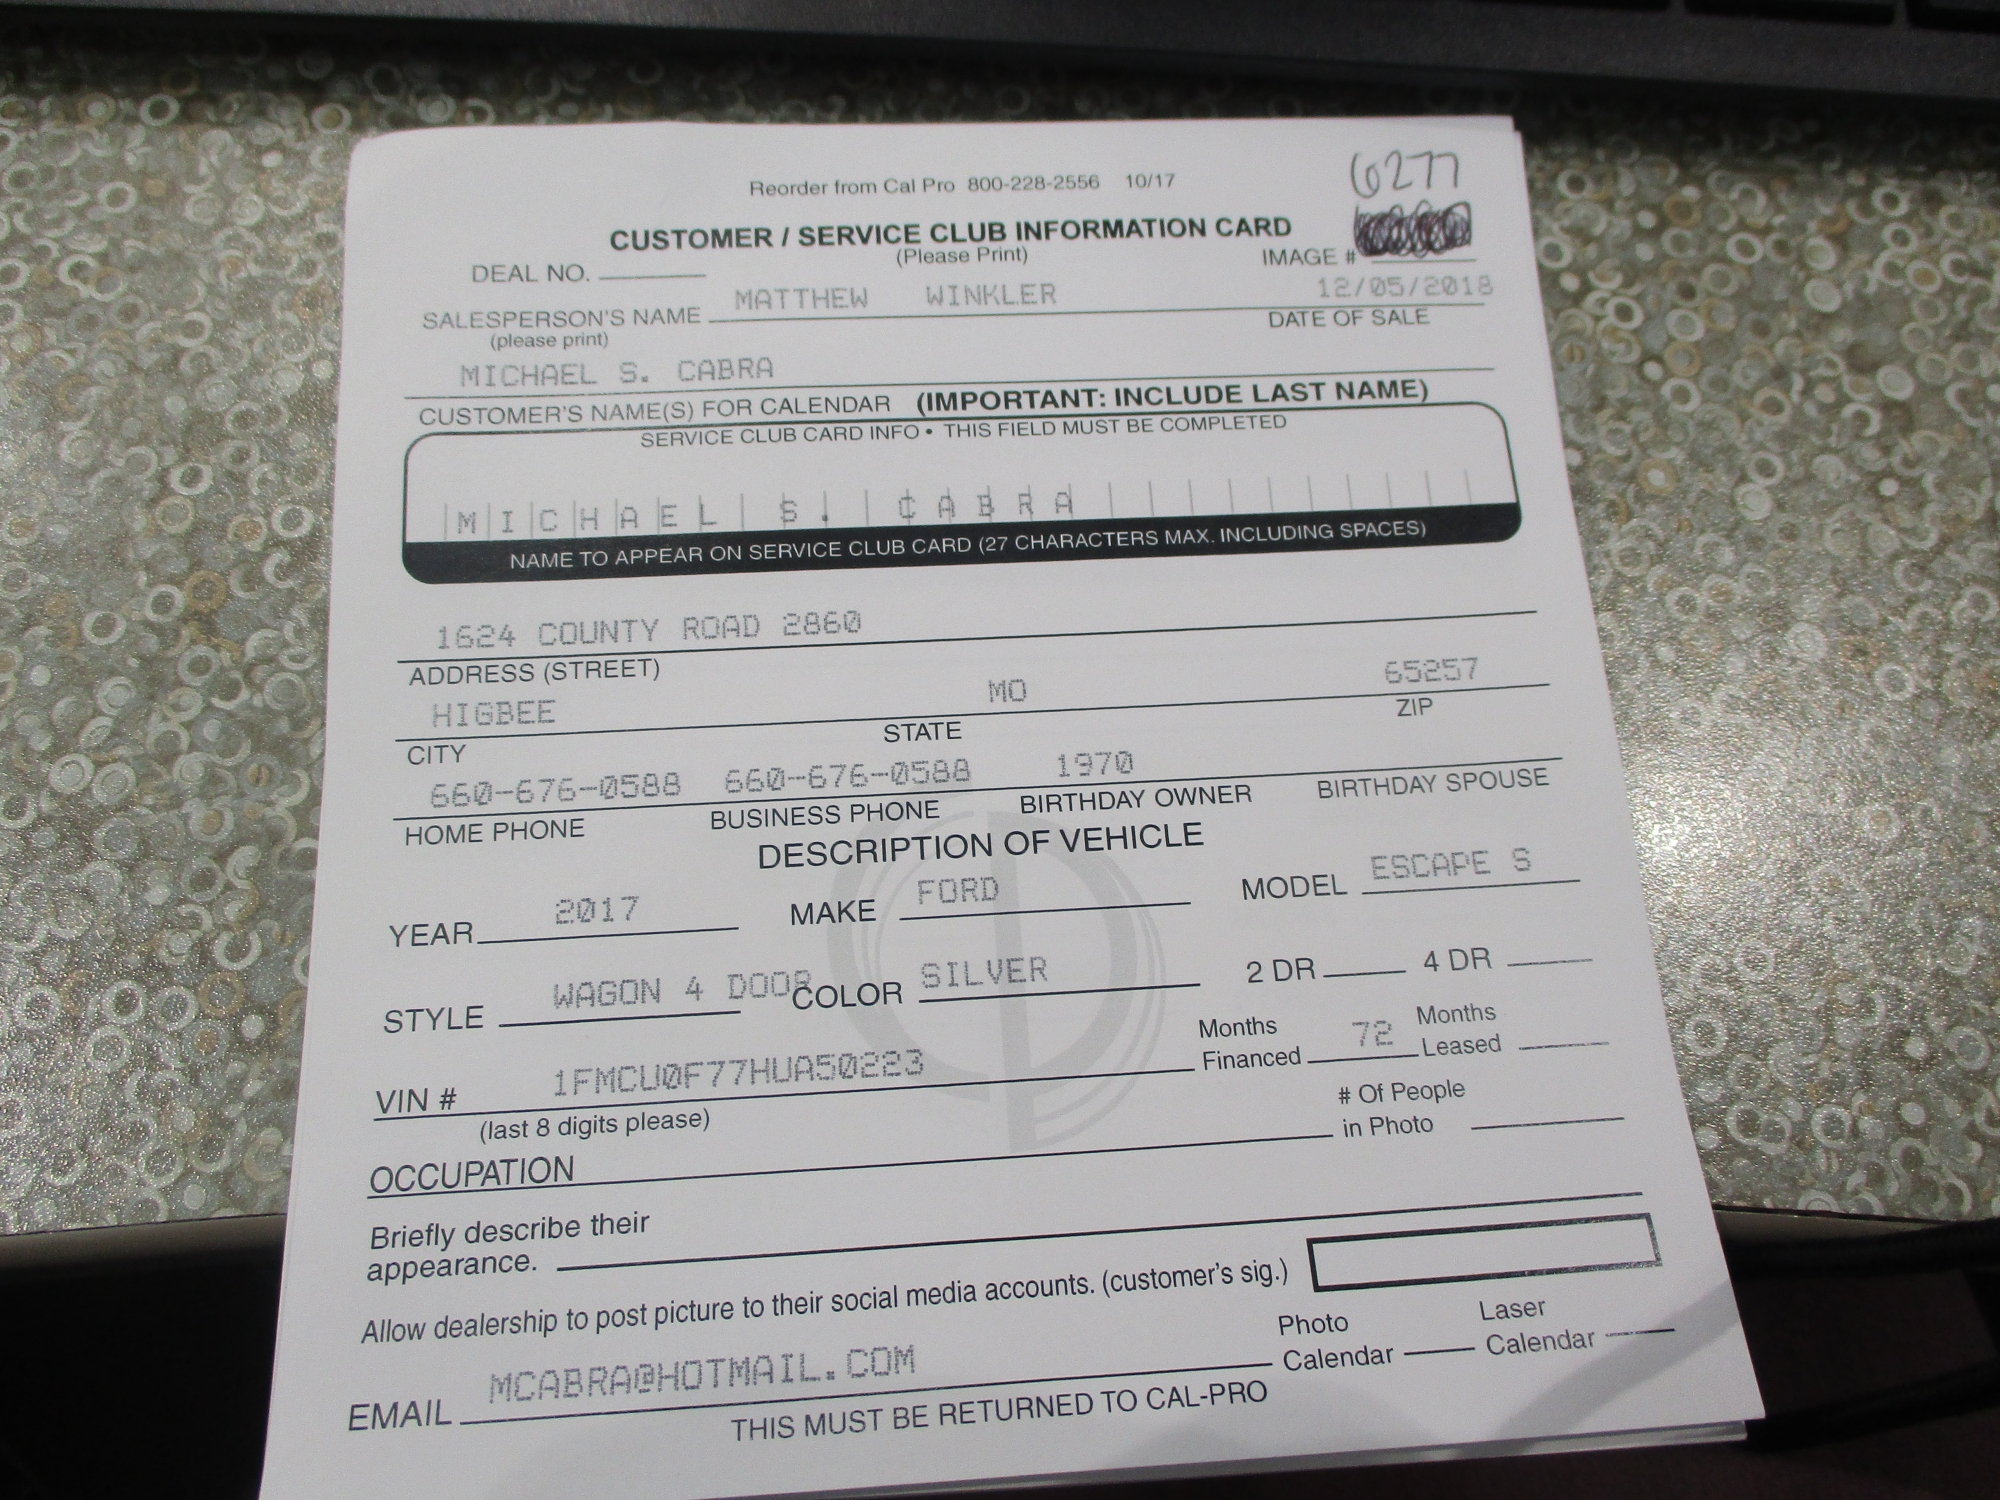 Reorder from Cal Pro 800-228-2556 10/17
6277
CUSTOMER / SERVICE CLUB INFORMATION CARD
(Please Print)
DEAL NO.
IMAGE #
MATTHEW WINKLER
12/05/2018
SALESPERSON'S NAME
DATE OF SALE
(please print)
MICHAEL S. CABRA
CUSTOMER'S NAME(S) FOR CALENDAR (IMPORTANT: INCLUDE LAST NAME)
SERVICE CLUB CARD INFO • THIS FIELD MUST BE COMPLETED
MICHAEL S. CABRA
NAME TO APPEAR ON SERVICE CLUB CARD (27 CHARACTERS MAX. INCLUDING SPACES)
1624 COUNTY ROAD 2860
ADDRESS (STREET)
HIGBEE MO 65257
CITY STATE ZIP
660-676-0588 660-676-0588 1970
HOME PHONE BUSINESS PHONE BIRTHDAY OWNER BIRTHDAY SPOUSE
DESCRIPTION OF VEHICLE
YEAR 2017 MAKE FORD MODEL ESCAPE S
STYLE WAGON 4 DOOR COLOR SILVER 2 DR 4 DR
VIN # 1FMCU0F77HUA50223 Months Financed 72 Months Leased
(last 8 digits please)
# Of People in Photo
OCCUPATION
Briefly describe their
appearance.
Allow dealership to post picture to their social media accounts. (customer's sig.)
EMAIL MCABRA@HOTMAIL.COM Photo Calendar Laser Calendar
THIS MUST BE RETURNED TO CAL-PRO